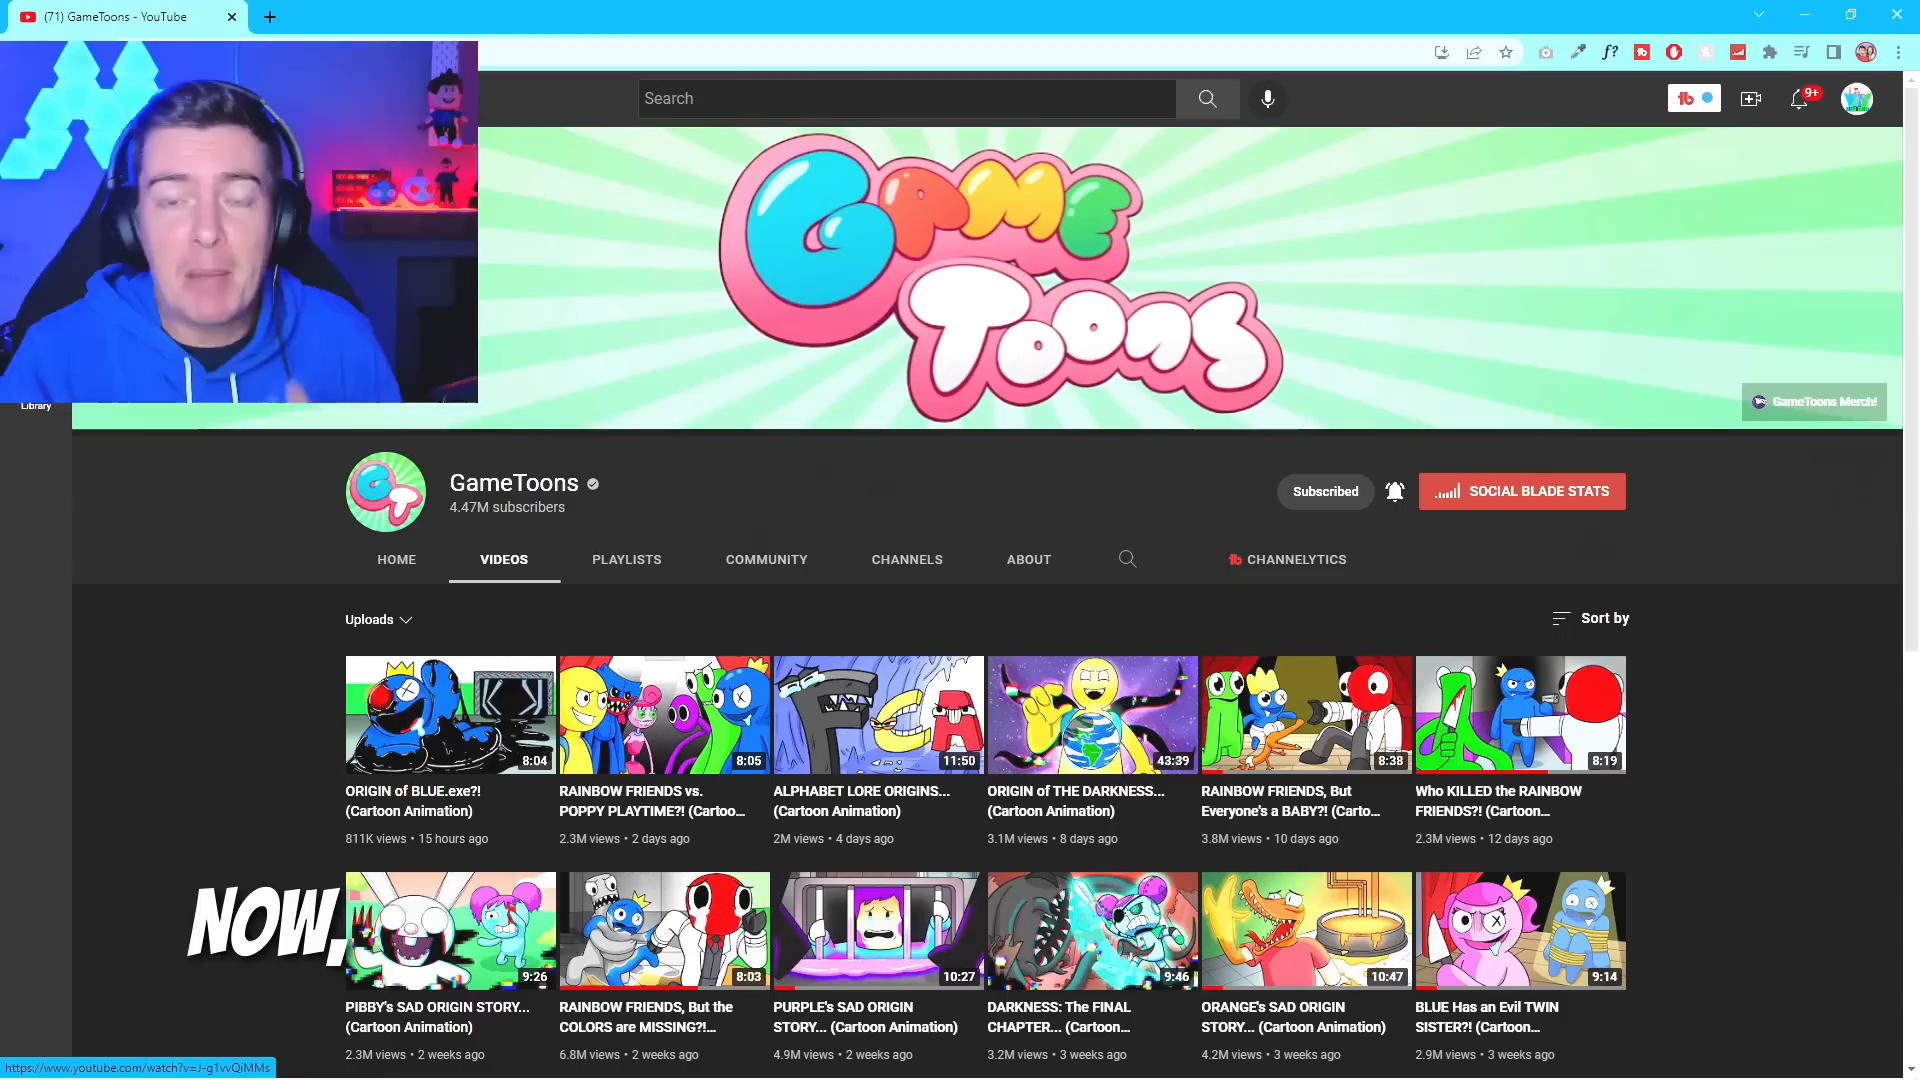 (71) GameToons - YouTube
f?
Search
9+
GAME
TOONS
Library
GameToons Merch!
GameToons
4.47M subscribers
Subscribed
SOCIAL BLADE STATS
HOME
VIDEOS
PLAYLISTS
COMMUNITY
CHANNELS
ABOUT
CHANNELYTICS
Uploads
Sort by
8:04
8:05
11:50
43:39
8:38
8:19
ORIGIN of BLUE.exe?!
(Cartoon Animation)
811K views • 15 hours ago
RAINBOW FRIENDS vs.
POPPY PLAYTIME?! (Cartoo...
2.3M views • 2 days ago
ALPHABET LORE ORIGINS...
(Cartoon Animation)
2M views • 4 days ago
ORIGIN of THE DARKNESS...
(Cartoon Animation)
3.1M views • 8 days ago
RAINBOW FRIENDS, But
Everyone's a BABY?! (Carto...
3.8M views • 10 days ago
Who KILLED the RAINBOW
FRIENDS?! (Cartoon...
2.3M views • 12 days ago
NOW,
9:26
8:03
10:27
9:46
10:47
9:14
PIBBY's SAD ORIGIN STORY...
(Cartoon Animation)
2.3M views • 2 weeks ago
RAINBOW FRIENDS, But the
COLORS are MISSING?!...
6.8M views • 2 weeks ago
PURPLE's SAD ORIGIN
STORY... (Cartoon Animation)
4.9M views • 2 weeks ago
DARKNESS: The FINAL
CHAPTER... (Cartoon...
3.2M views • 3 weeks ago
ORANGE's SAD ORIGIN
STORY... (Cartoon Animation)
4.2M views • 3 weeks ago
BLUE Has an Evil TWIN
SISTER?! (Cartoon...
2.9M views • 3 weeks ago
https://www.youtube.com/watch?v=J-g1vvQiMMs